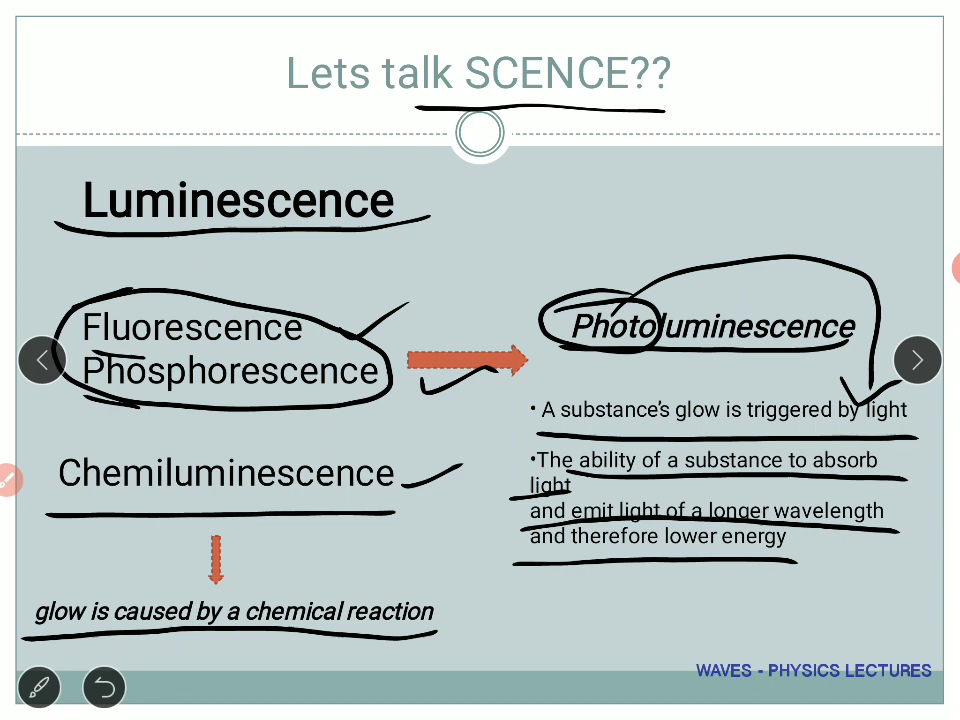 Lets talk SCENCE??
Luminescence
Fluorescence
Phosphorescence
Chemiluminescence
glow is caused by a chemical reaction
Photoluminescence
• A substance's glow is triggered by light
•The ability of a substance to absorb
light
and emit light of a longer wavelength
and therefore lower energy
WAVES - PHYSICS LECTURES